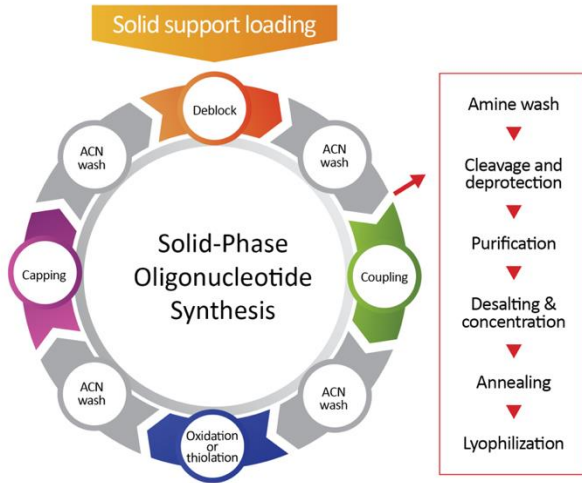 Solid support loading
Deblock
ACN
wash
Coupling
ACN
wash
Oxidation or
thiolation
ACN
wash
Capping
ACN
wash
Solid-Phase
Oligonucleotide
Synthesis
Amine wash
Cleavage and
deprotection
Purification
Desalting &
concentration
Annealing
Lyophilization